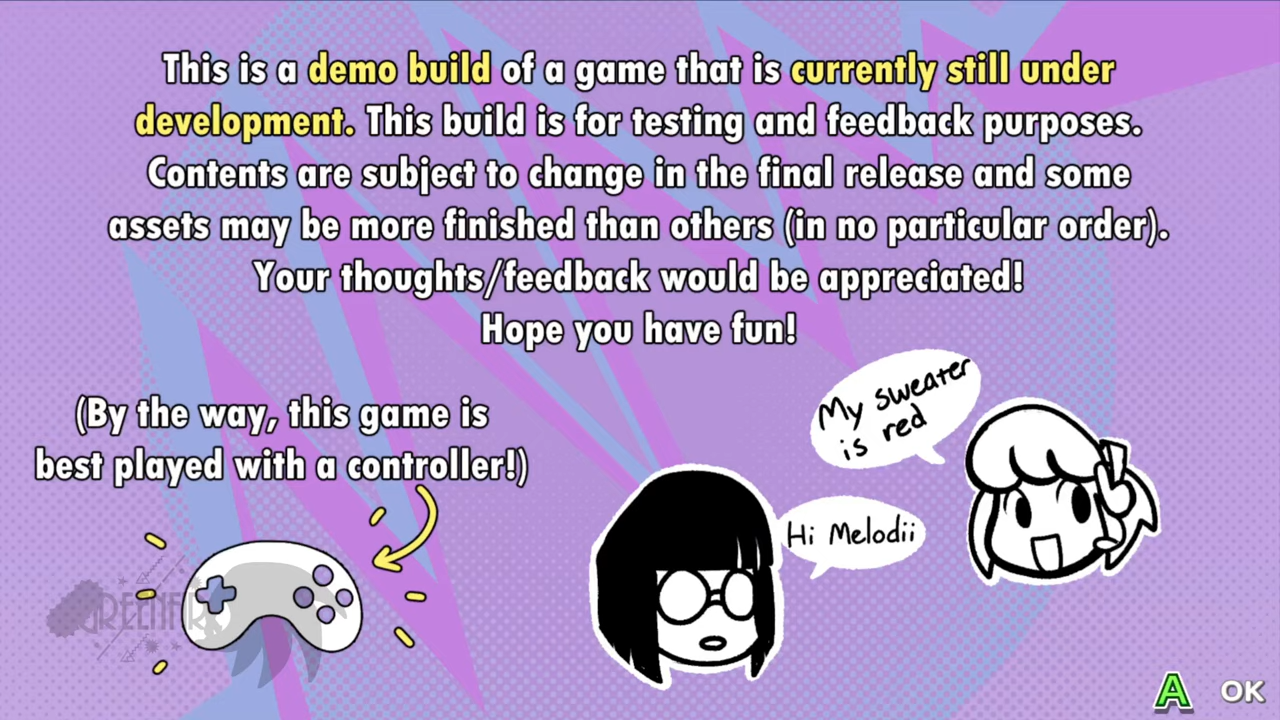 This is a demo build of a game that is currently still under
development. This build is for testing and feedback purposes.
Contents are subject to change in the final release and some
assets may be more finished than others (in no particular order).
Your thoughts/feedback would be appreciated!
Hope you have fun!
(By the way, this game is
best played with a controller!)
My sweater
is red
Hi Melodii
A OK